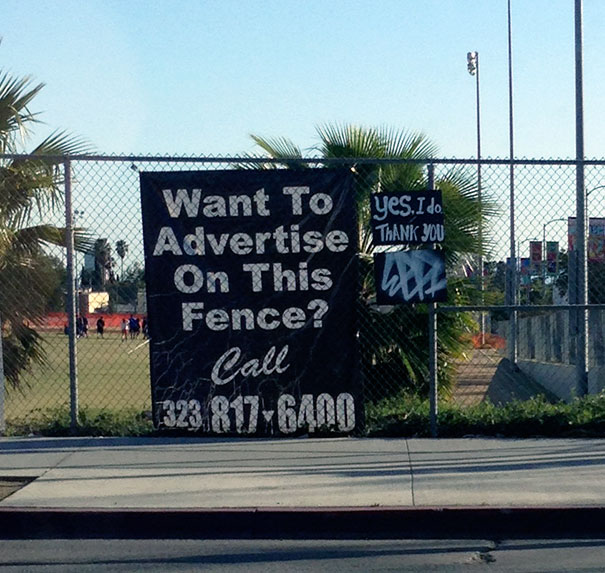 Want To
Advertise
On This
Fence?
Call
323 817-6400
yes, I do.
THANK YOU